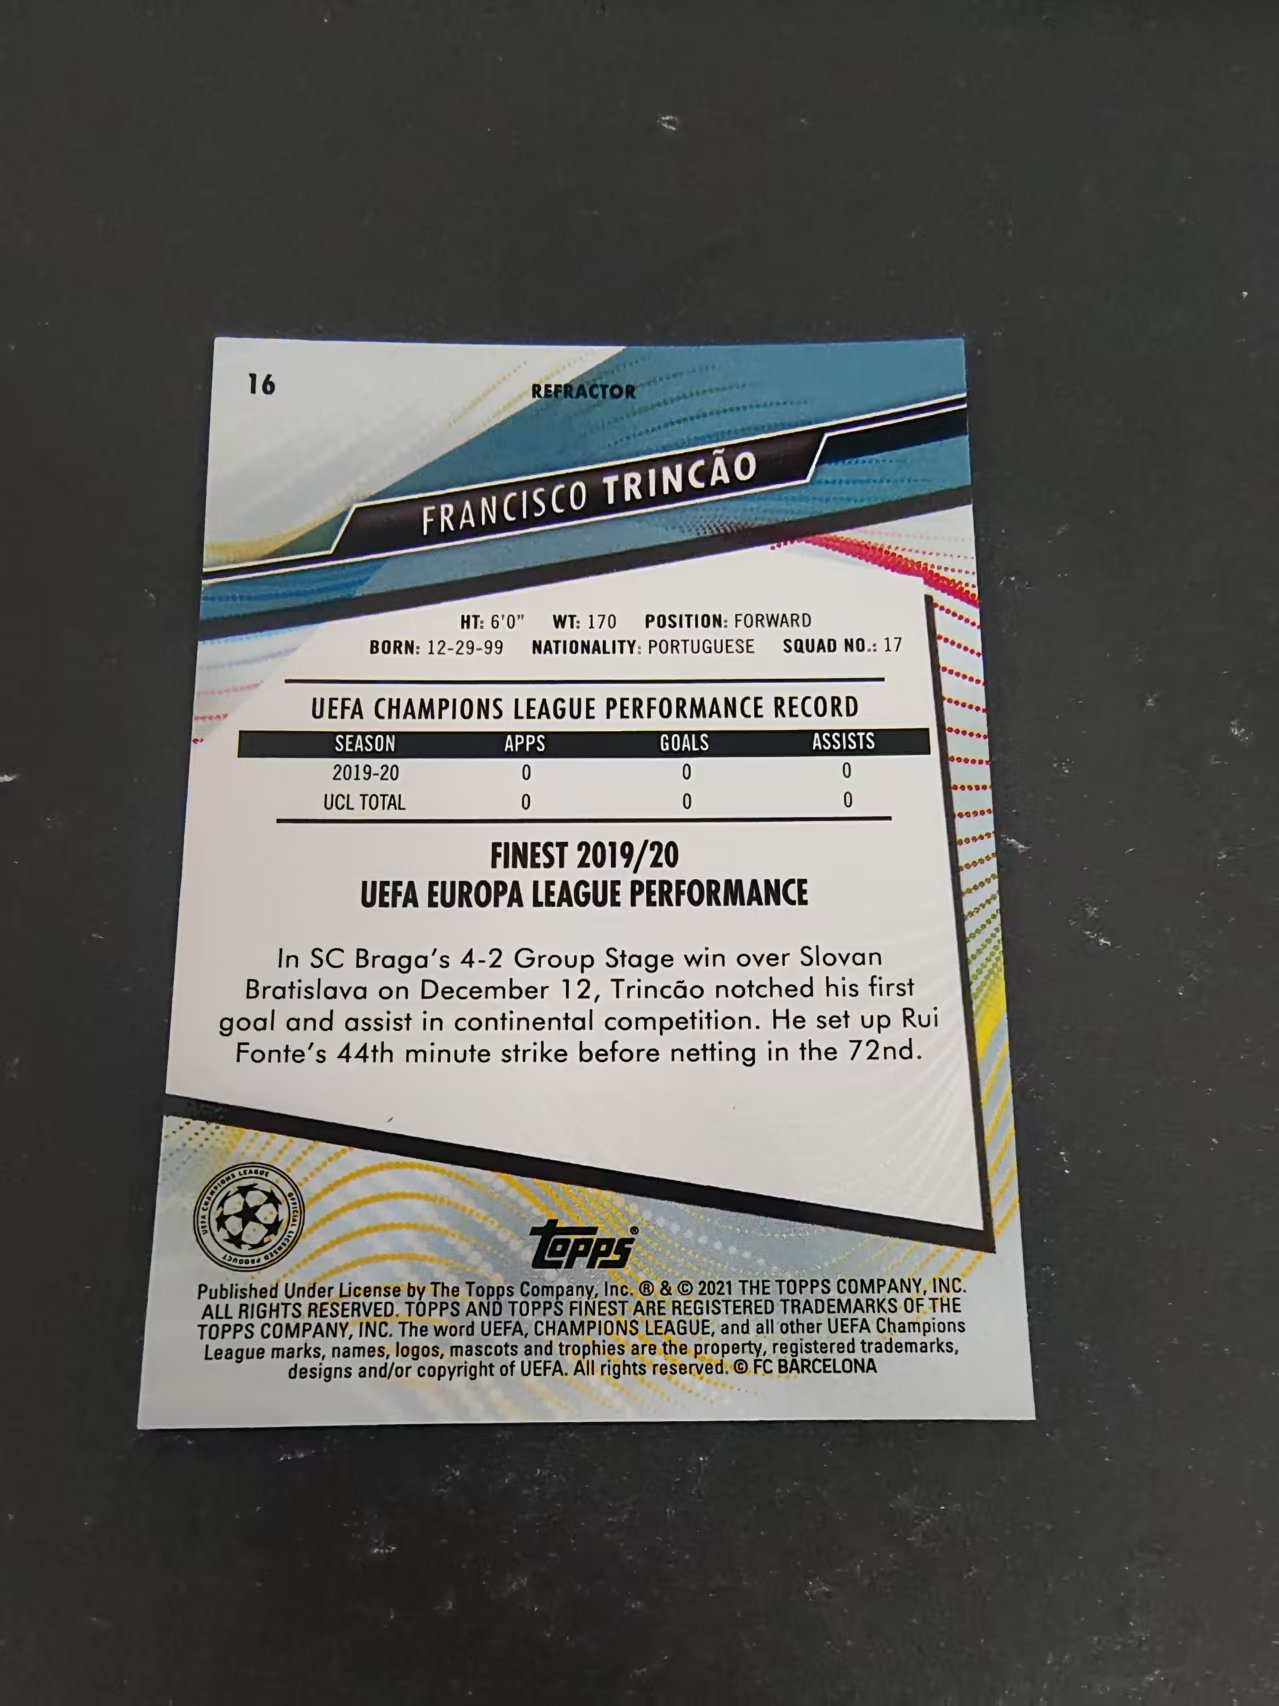 16
REFRACTOR
FRANCISCO TRINCÃO
HT: 6'0" WT: 170 POSITION: FORWARD
BORN: 12-29-99 NATIONALITY: PORTUGUESE SQUAD NO.: 17
UEFA CHAMPIONS LEAGUE PERFORMANCE RECORD
SEASON APPS GOALS ASSISTS
2019-20 0 0 0
UCL TOTAL 0 0 0
FINEST 2019/20
UEFA EUROPA LEAGUE PERFORMANCE
In SC Braga's 4-2 Group Stage win over Slovan
Bratislava on December 12, Trincão notched his first
goal and assist in continental competition. He set up Rui
Fonte's 44th minute strike before netting in the 72nd.
UEFA CHAMPIONS LEAGUE OFFICIAL LICENSED PRODUCT
Topps®
Published Under License by The Topps Company, Inc. ® & © 2021 THE TOPPS COMPANY, INC.
ALL RIGHTS RESERVED. TOPPS AND TOPPS FINEST ARE REGISTERED TRADEMARKS OF THE
TOPPS COMPANY, INC. The word UEFA, CHAMPIONS LEAGUE, and all other UEFA Champions
League marks, names, logos, mascots and trophies are the property, registered trademarks,
designs and/or copyright of UEFA. All rights reserved. © FC BARCELONA